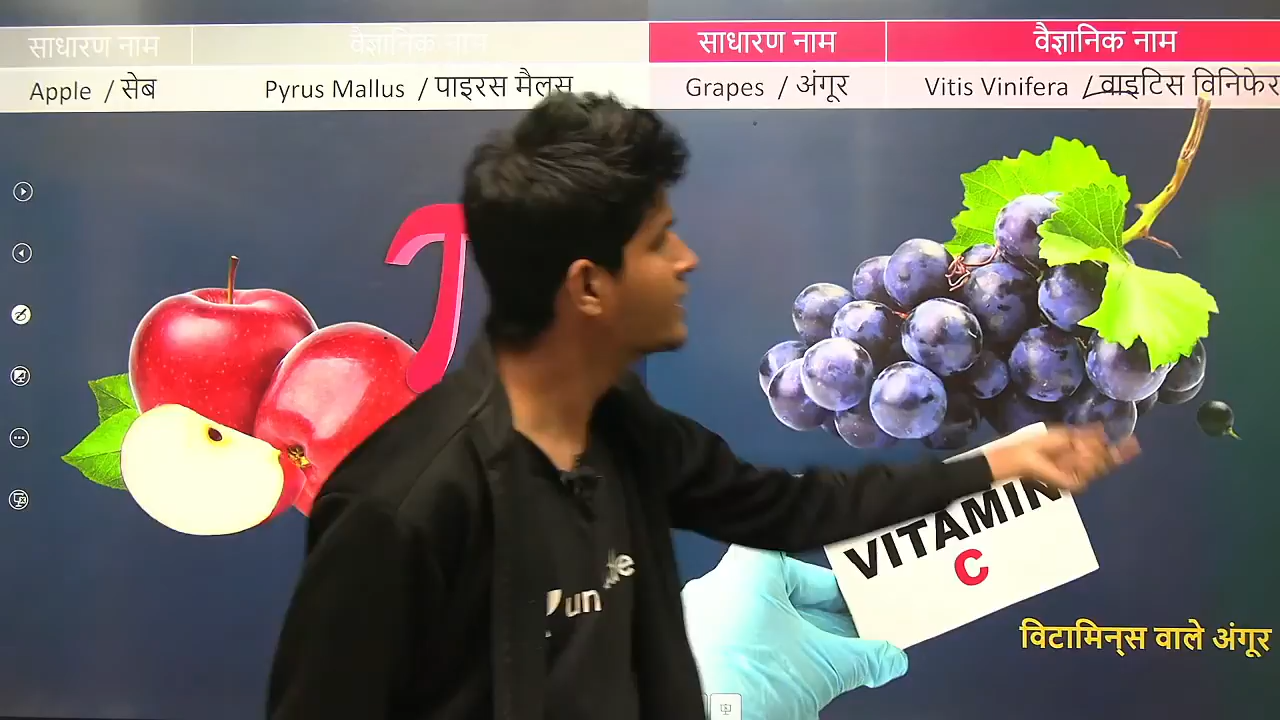 साधारण नाम
वैज्ञानिक नाम
साधारण नाम
वैज्ञानिक नाम
Apple / सेब
Pyrus Mallus / पाइरस मैलस
Grapes / अंगूर
Vitis Vinifera / वाइटिस विनिफेर
π
VITAMIN
C
विटामिन्स वाले अंगूर